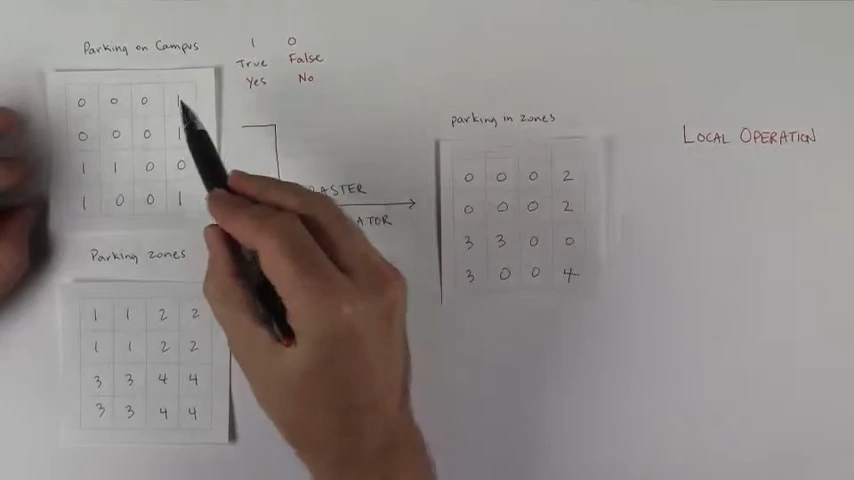 Parking on Campus
1 0
True False
Yes No
0 0 0 1
0 0 0 1
1 1 0 0
1 0 0 1
Parking zones
1 1 2 2
1 1 2 2
3 3 4 4
3 3 4 4
parking in zones
0 0 0 2
0 0 0 2
3 3 0 0
3 0 0 4
LOCAL OPERATION